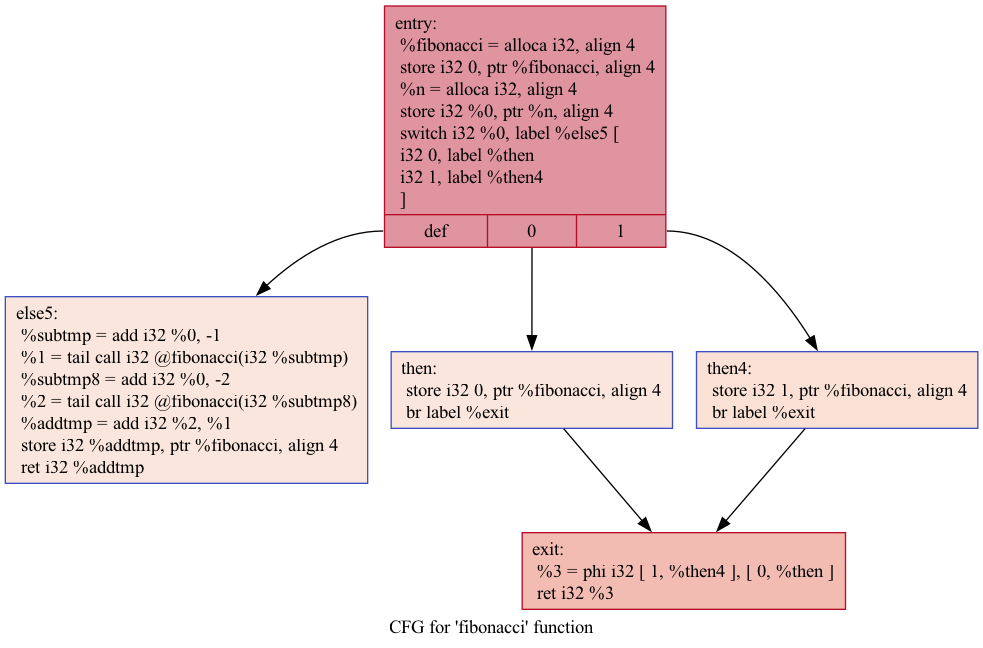 entry:
%fibonacci = alloca i32, align 4
store i32 0, ptr %fibonacci, align 4
%n = alloca i32, align 4
store i32 %0, ptr %n, align 4
switch i32 %0, label %else5 [
i32 0, label %then
i32 1, label %then4
]
def 0 1
else5:
%subtmp = add i32 %0, -1
%1 = tail call i32 @fibonacci(i32 %subtmp)
%subtmp8 = add i32 %0, -2
%2 = tail call i32 @fibonacci(i32 %subtmp8)
%addtmp = add i32 %2, %1
store i32 %addtmp, ptr %fibonacci, align 4
ret i32 %addtmp
then:
store i32 0, ptr %fibonacci, align 4
br label %exit
then4:
store i32 1, ptr %fibonacci, align 4
br label %exit
exit:
%3 = phi i32 [ 1, %then4 ], [ 0, %then ]
ret i32 %3
CFG for 'fibonacci' function